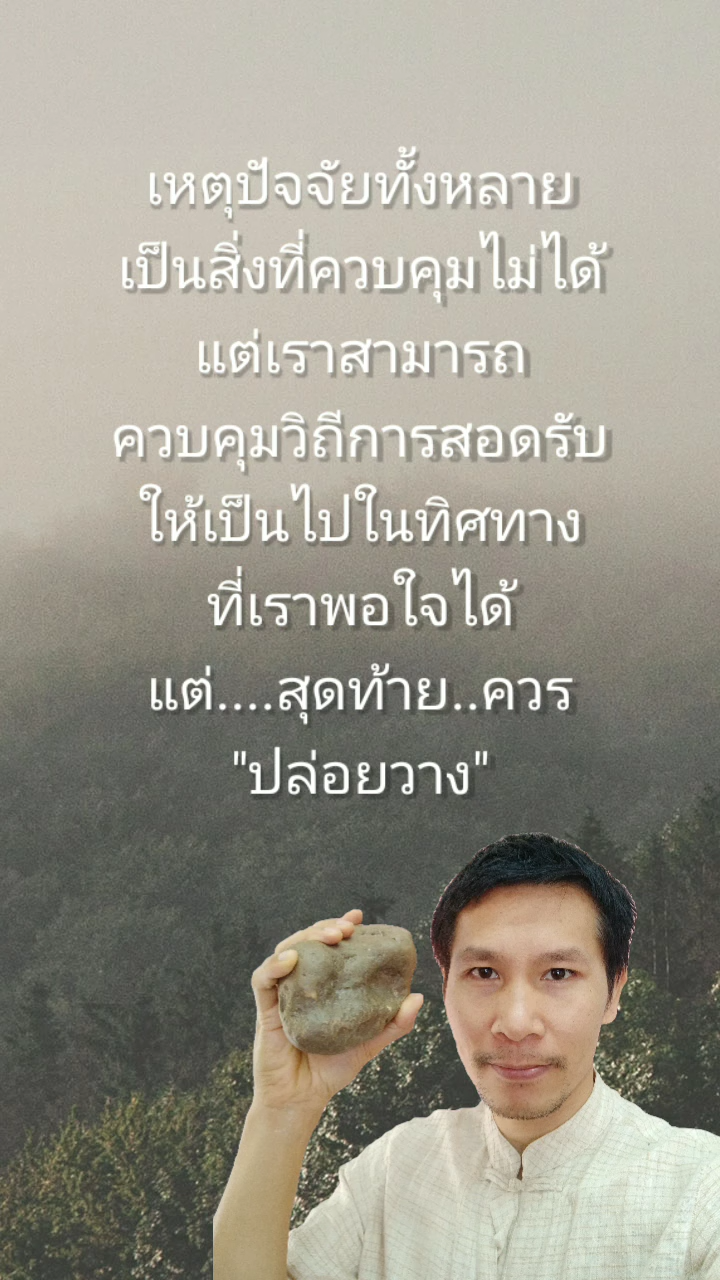 เหตุปัจจัยทั้งหลาย
เป็นสิ่งที่ควบคุมไม่ได้
แต่เราสามารถ
ควบคุมวิถีการสอดรับ
ให้เป็นไปในทิศทาง
ที่เราพอใจได้
แต่....สุดท้าย..ควร
"ปล่อยวาง"